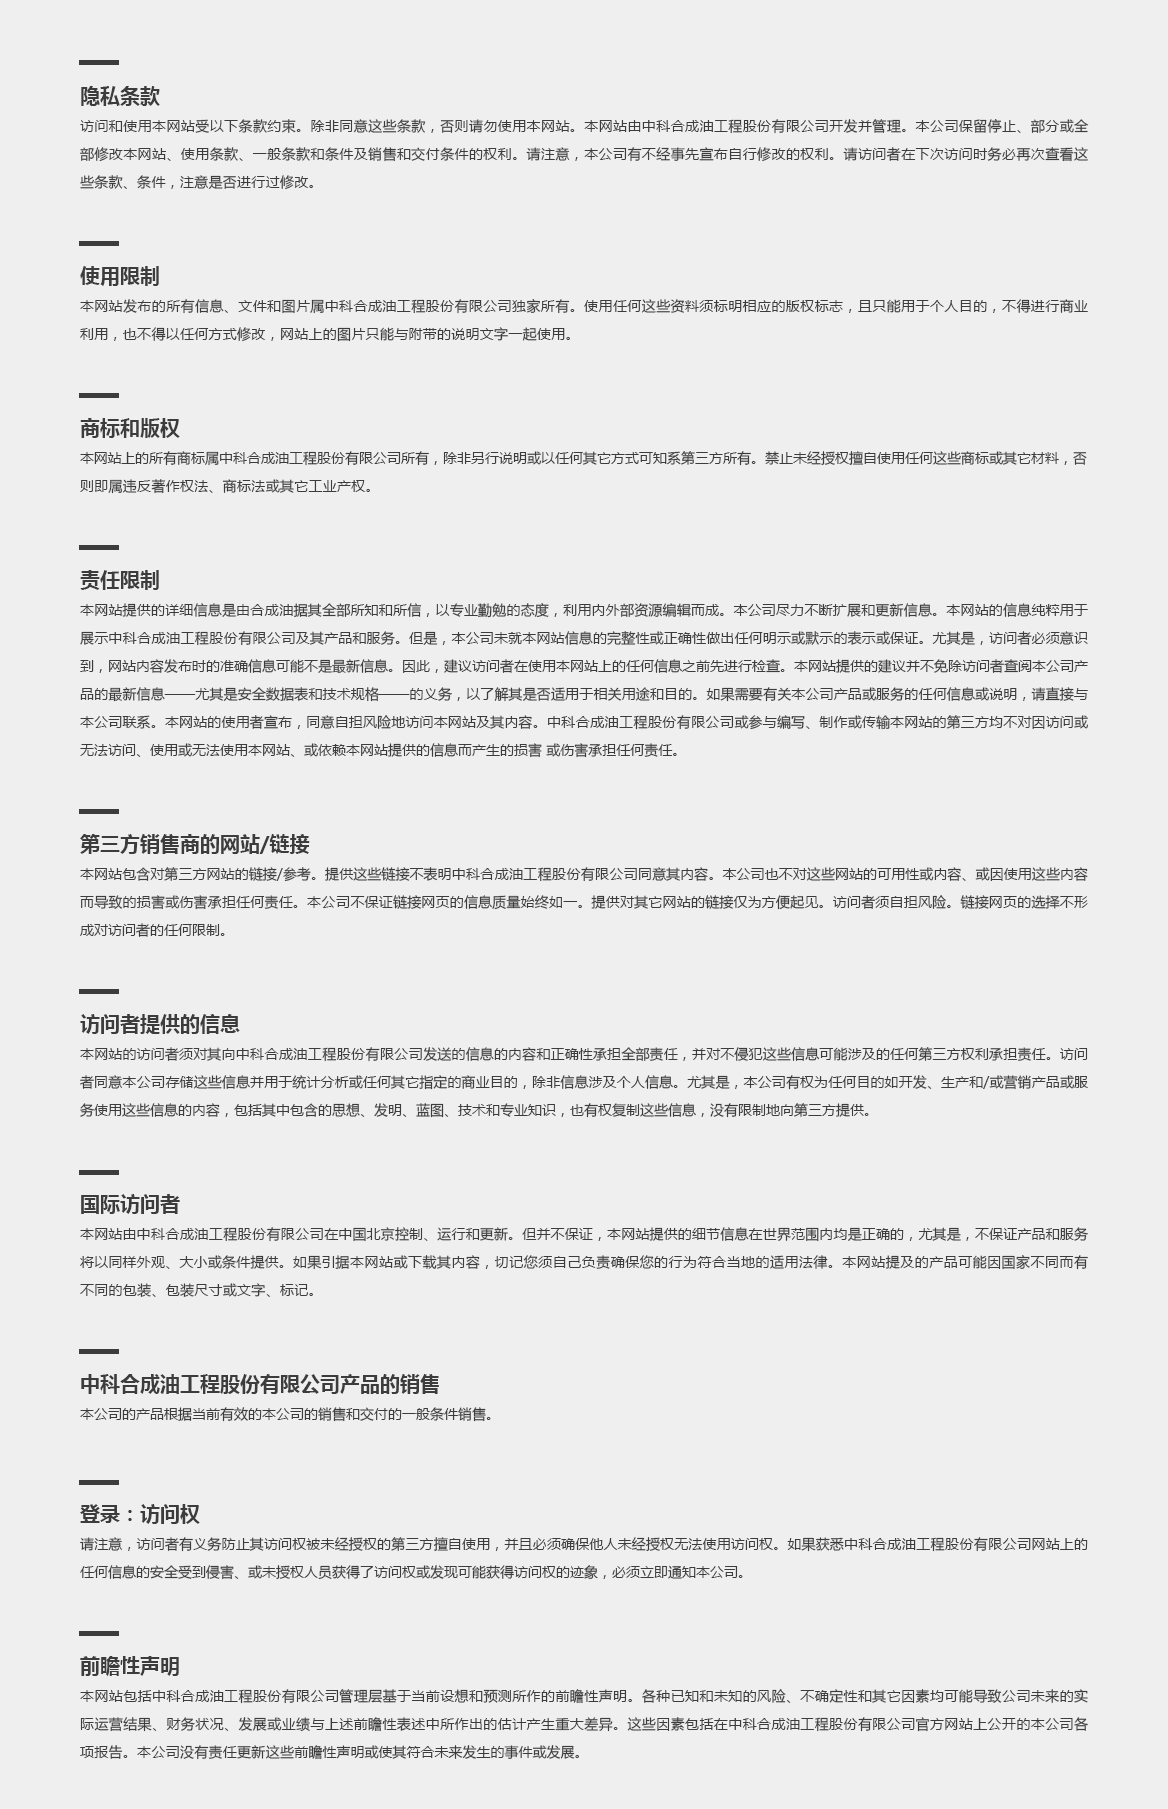 隐私条款
访问和使用本网站受以下条款约束。除非同意这些条款，否则请勿使用本网站。本网站由中科合成油工程股份有限公司开发并管理。本公司保留停止、部分或全
部修改本网站、使用条款、一般条款和条件及销售和交付条件的权利。请注意，本公司有不经事先宣布自行修改的权利。请访问者在下次访问时务必再次查看这
些条款、条件，注意是否进行过修改。
使用限制
本网站发布的所有信息、文件和图片属中科合成油工程股份有限公司独家所有。使用任何这些资料须标明相应的版权标志，且只能用于个人目的，不得进行商业
利用，也不得以任何方式修改，网站上的图片只能与附带的说明文字一起使用。
商标和版权
本网站上的所有商标属中科合成油工程股份有限公司所有，除非另行说明或以任何其它方式可知系第三方所有。禁止未经授权擅自使用任何这些商标或其它材料，否
则即属违反著作权法、商标法或其它工业产权。
责任限制
本网站提供的详细信息是由合成油据其全部所知和所信，以专业勤勉的态度，利用内外部资源编辑而成。本公司尽力不断扩展和更新信息。本网站的信息纯粹用于
展示中科合成油工程股份有限公司及其产品和服务。但是，本公司未就本网站信息的完整性或正确性做出任何明示或默示的表示或保证。尤其是，访问者必须意识
到，网站内容发布时的准确信息可能不是最新信息。因此，建议访问者在使用本网站上的任何信息之前先进行检查。本网站提供的建议并不免除访问者查阅本公司产
品的最新信息——尤其是安全数据表和技术规格——的义务，以了解其是否适用于相关用途和目的。如果需要有关本公司产品或服务的任何信息或说明，请直接与
本公司联系。本网站的使用者宣布，同意自担风险地访问本网站及其内容。中科合成油工程股份有限公司或参与编写、制作或传输本网站的第三方均不对因访问或
无法访问、使用或无法使用本网站、或依赖本网站提供的信息而产生的损害 或伤害承担任何责任。
第三方销售商的网站/链接
本网站包含对第三方网站的链接/参考。提供这些链接不表明中科合成油工程股份有限公司同意其内容。本公司也不对这些网站的可用性或内容、或因使用这些内容
而导致的损害或伤害承担任何责任。本公司不保证链接网页的信息质量始终如一。提供对其它网站的链接仅为方便起见。访问者须自担风险。链接网页的选择不形
成对访问者的任何限制。
访问者提供的信息
本网站的访问者须对其向中科合成油工程股份有限公司发送的信息的内容和正确性承担全部责任，并对不侵犯这些信息可能涉及的任何第三方权利承担责任。访问
者同意本公司存储这些信息并用于统计分析或任何其它指定的商业目的，除非信息涉及个人信息。尤其是，本公司有权为任何目的如开发、生产和/或营销产品或服
务使用这些信息的内容，包括其中包含的思想、发明、蓝图、技术和专业知识，也有权复制这些信息，没有限制地向第三方提供。
国际访问者
本网站由中科合成油工程股份有限公司在中国北京控制、运行和更新。但并不保证，本网站提供的细节信息在世界范围内均是正确的，尤其是，不保证产品和服务
将以同样外观、大小或条件提供。如果引据本网站或下载其内容，切记您须自己负责确保您的行为符合当地的适用法律。本网站提及的产品可能因国家不同而有
不同的包装、包装尺寸或文字、标记。
中科合成油工程股份有限公司产品的销售
本公司的产品根据当前有效的本公司的销售和交付的一般条件销售。
登录：访问权
请注意，访问者有义务防止其访问权被未经授权的第三方擅自使用，并且必须确保他人未经授权无法使用访问权。如果获悉中科合成油工程股份有限公司网站上的
任何信息的安全受到侵害、或未授权人员获得了访问权或发现可能获得访问权的迹象，必须立即通知本公司。
前瞻性声明
本网站包括中科合成油工程股份有限公司管理层基于当前设想和预测所作的前瞻性声明。各种已知和未知的风险、不确定性和其它因素均可能导致公司未来的实
际运营结果、财务状况、发展或业绩与上述前瞻性表述中所作出的估计产生重大差异。这些因素包括在中科合成油工程股份有限公司官方网站上公开的本公司各
项报告。本公司没有责任更新这些前瞻性声明或使其符合未来发生的事件或发展。